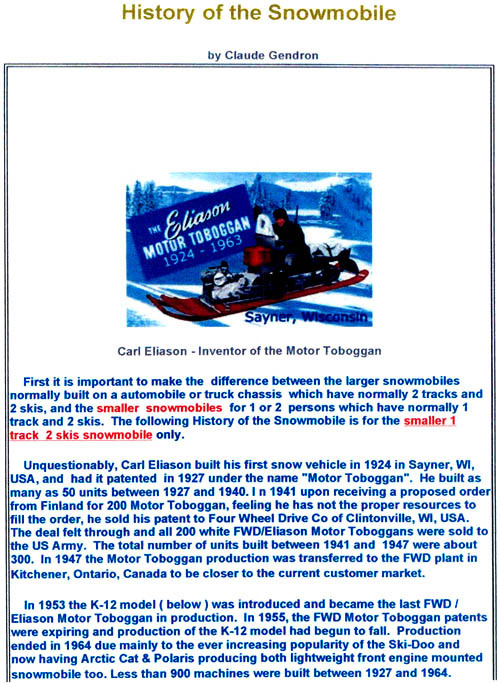 History of the Snowmobile
by Claude Gendron
THE Eliason
MOTOR TOBOGGAN
1924 - 1963
Sayner, Wisconsin
Carl Eliason - Inventor of the Motor Toboggan
First it is important to make the difference between the larger snowmobiles
normally built on a automobile or truck chassis which have normally 2 tracks and
2 skis, and the smaller snowmobiles for 1 or 2 persons which have normally 1
track and 2 skis. The following History of the Snowmobile is for the smaller 1
track 2 skis snowmobile only.
Unquestionably, Carl Eliason built his first snow vehicle in 1924 in Sayner, WI,
USA, and had it patented in 1927 under the name "Motor Toboggan". He built as
many as 50 units between 1927 and 1940. I n 1941 upon receiving a proposed order
from Finland for 200 Motor Toboggan, feeling he has not the proper resources to
fill the order, he sold his patent to Four Wheel Drive Co of Clintonville, WI, USA.
The deal felt through and all 200 white FWD/Eliason Motor Toboggans were sold to
the US Army. The total number of units built between 1941 and 1947 were about
300. In 1947 the Motor Toboggan production was transferred to the FWD plant in
Kitchener, Ontario, Canada to be closer to the current customer market.
In 1953 the K-12 model ( below ) was introduced and became the last FWD /
Eliason Motor Toboggan in production. In 1955, the FWD Motor Toboggan patents
were expiring and production of the K-12 model had begun to fall. Production
ended in 1964 due mainly to the ever increasing popularity of the Ski-Doo and
now having Arctic Cat & Polaris producing both lightweight front engine mounted
snowmobile too. Less than 900 machines were built between 1927 and 1964.